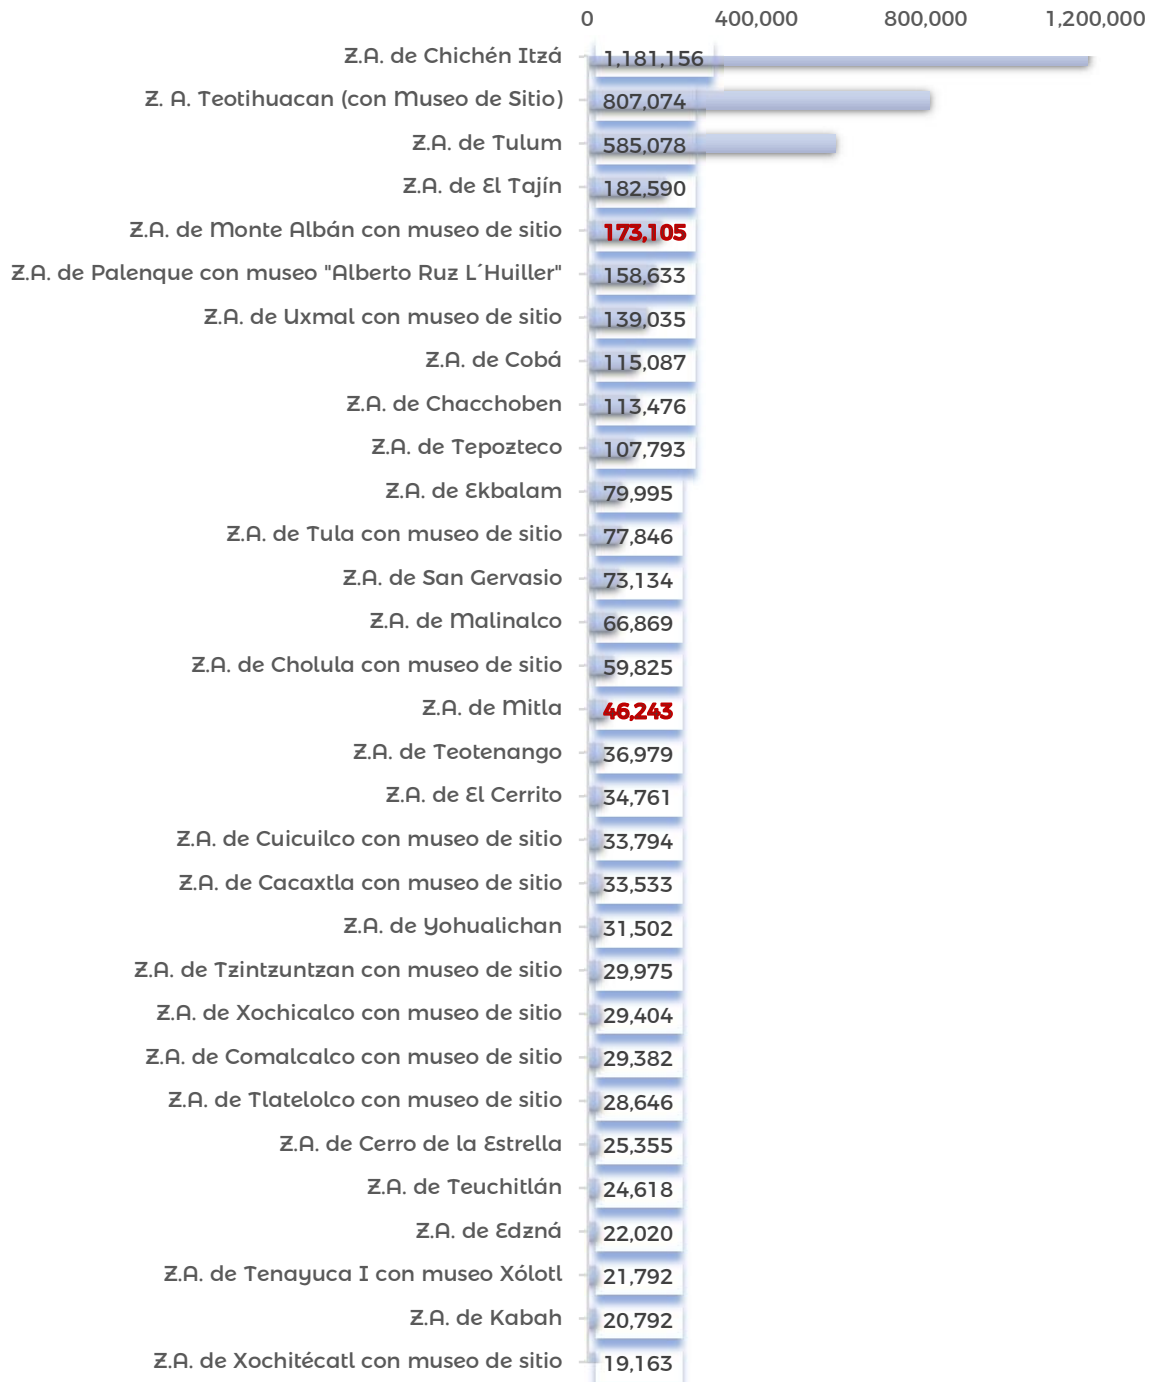 0 400,000 800,000 1,200,000
Z.A. de Chichén Itzá 1,181,156
Z. A. Teotihuacan (con Museo de Sitio) 807,074
Z.A. de Tulum 585,078
Z.A. de El Tajín 182,590
Z.A. de Monte Albán con museo de sitio 173,105
Z.A. de Palenque con museo "Alberto Ruz L´Huiller" 158,633
Z.A. de Uxmal con museo de sitio 139,035
Z.A. de Cobá 115,087
Z.A. de Chacchoben 113,476
Z.A. de Tepozteco 107,793
Z.A. de Ekbalam 79,995
Z.A. de Tula con museo de sitio 77,846
Z.A. de San Gervasio 73,134
Z.A. de Malinalco 66,869
Z.A. de Cholula con museo de sitio 59,825
Z.A. de Mitla 46,243
Z.A. de Teotenango 36,979
Z.A. de El Cerrito 34,761
Z.A. de Cuicuilco con museo de sitio 33,794
Z.A. de Cacaxtla con museo de sitio 33,533
Z.A. de Yohualichan 31,502
Z.A. de Tzintzuntzan con museo de sitio 29,975
Z.A. de Xochicalco con museo de sitio 29,404
Z.A. de Comalcalco con museo de sitio 29,382
Z.A. de Tlatelolco con museo de sitio 28,646
Z.A. de Cerro de la Estrella 25,355
Z.A. de Teuchitlán 24,618
Z.A. de Edzná 22,020
Z.A. de Tenayuca I con museo Xólotl 21,792
Z.A. de Kabah 20,792
Z.A. de Xochitécatl con museo de sitio 19,163